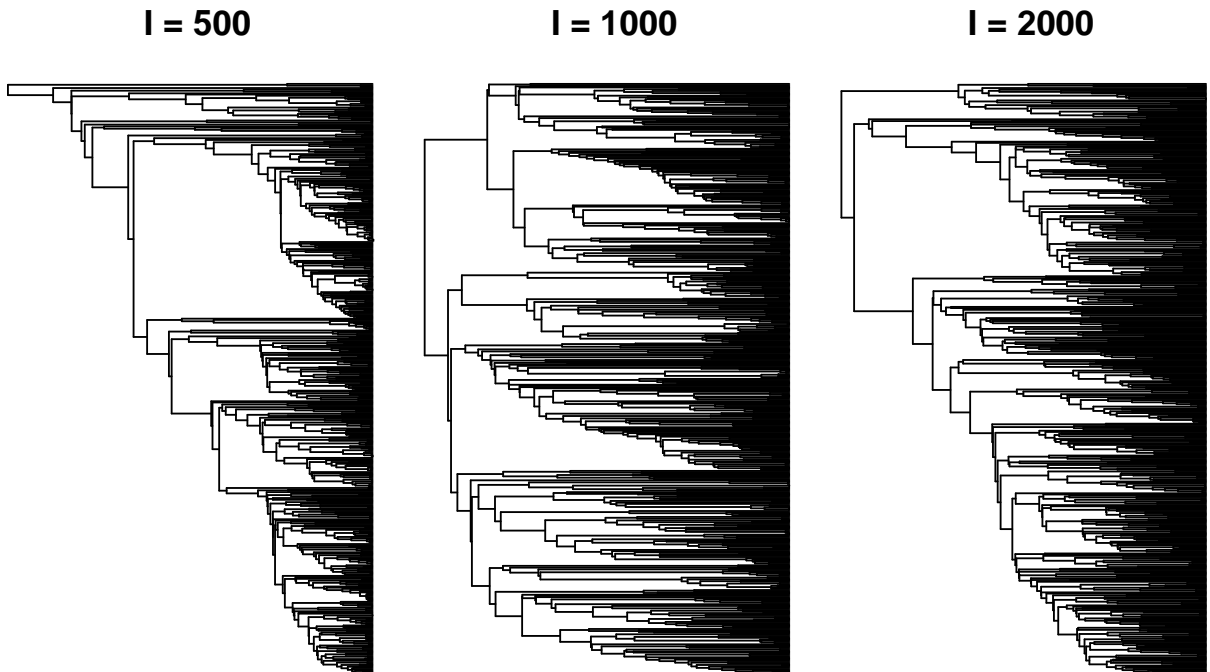 I = 500
I = 1000
I = 2000